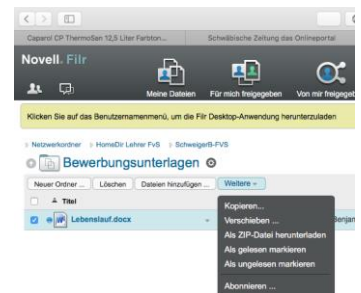 Caparol CP ThermoSan 12,5 Liter Farbton... Schwäbische Zeitung das Onlineportal
Novell. Filr
Meine Dateien Für mich freigegeben Von mir freigegeb
Klicken Sie auf das Benutzernamenmenü, um die Filr Desktop-Anwendung herunterzuladen
Netzwerkordner > HomeDir Lehrer FvS > SchweigerB-FVS
Bewerbungsunterlagen
Neuer Ordner ... Löschen Dateien hinzufügen ... Weitere
Titel
Kopieren...
Lebenslauf.docx Verschieben ... Benjam
Als ZIP-Datei herunterladen
Als gelesen markieren
Als ungelesen markieren
Abonnieren ...